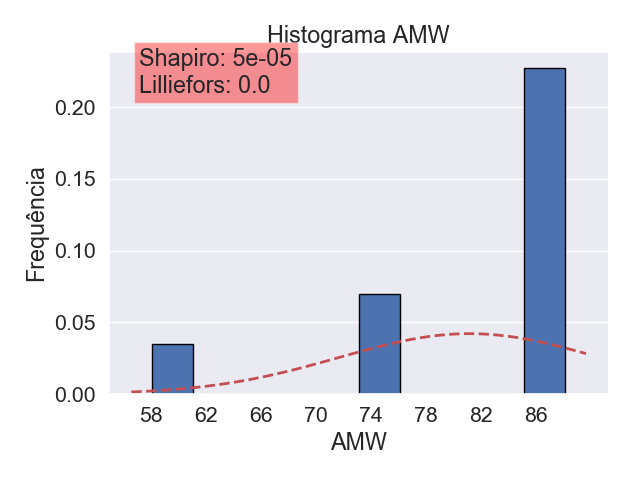 Histograma AMW
Shapiro: 5e-05
Lilliefors: 0.0
0.20
0.15
0.10
0.05
0.00
Frequência
58 62 66 70 74 78 82 86
AMW